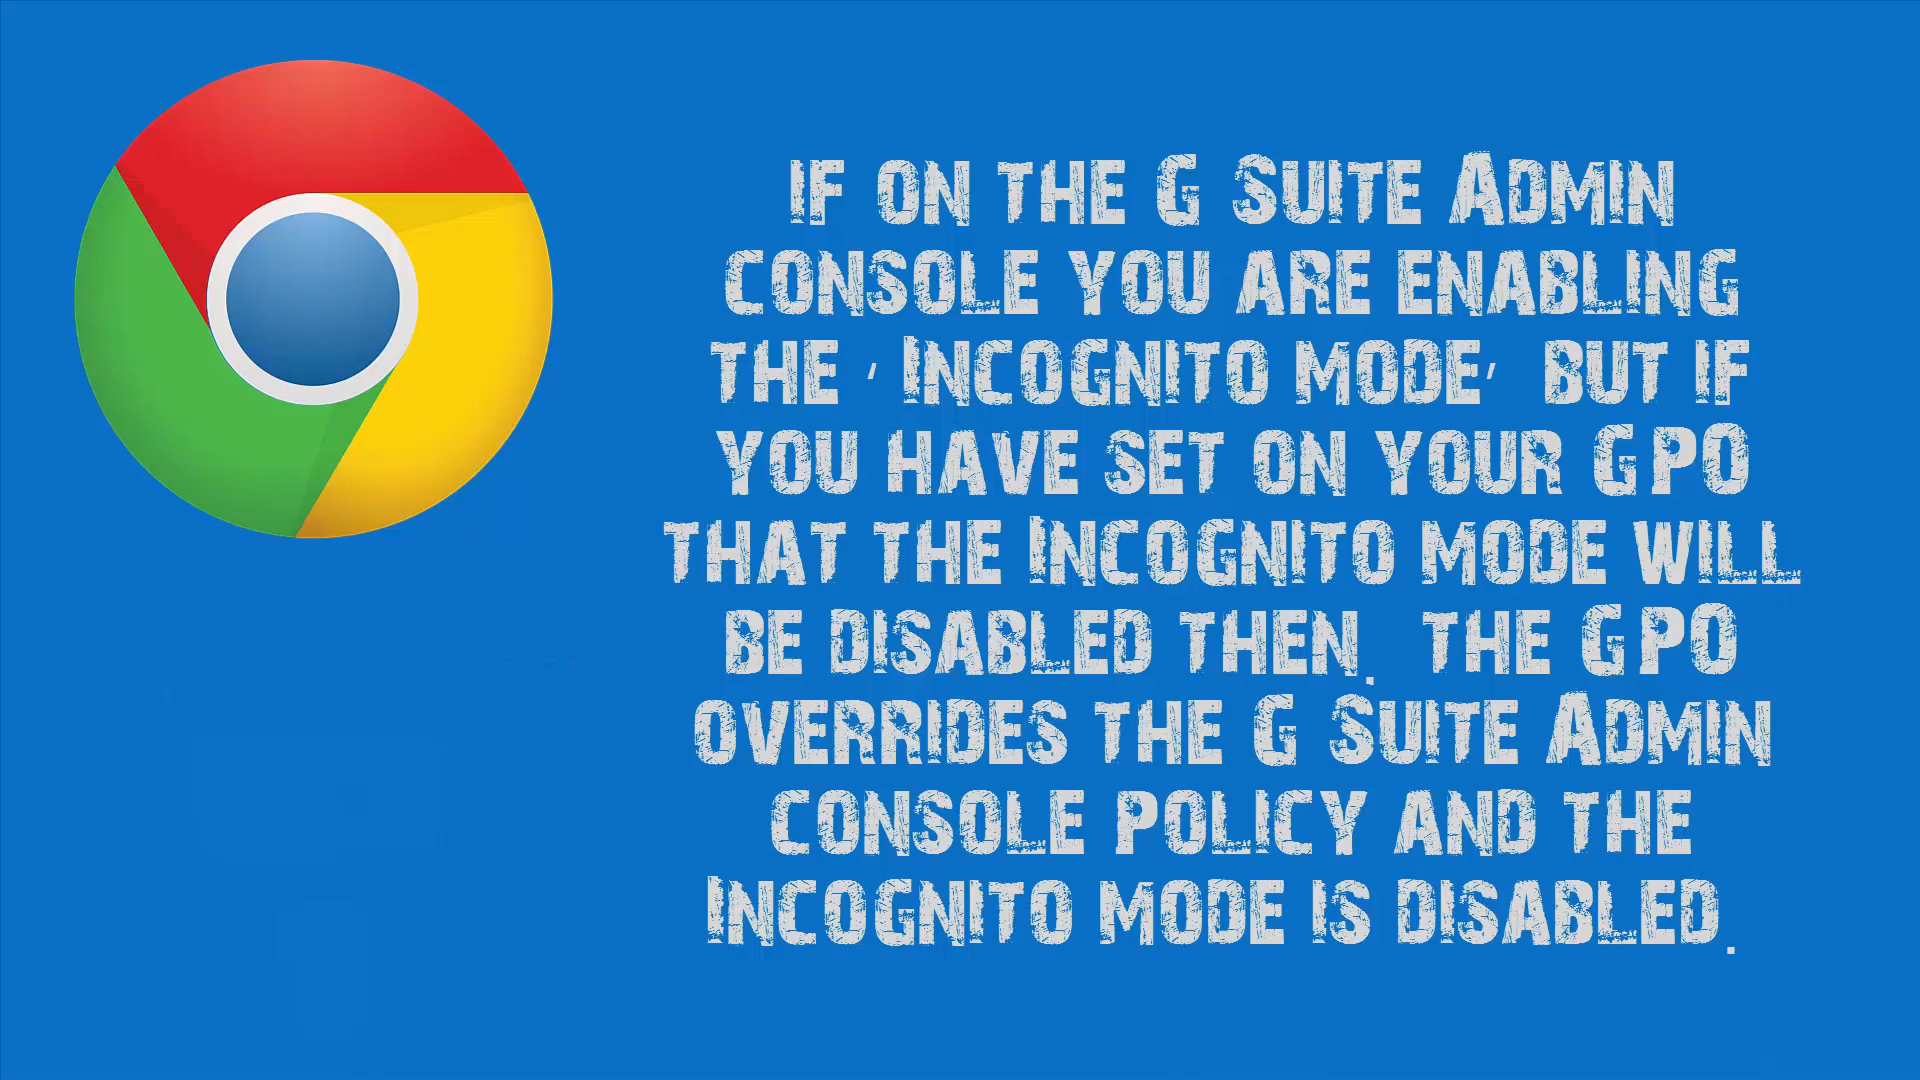 if on the G Suite Admin
console you are enabling
the ' Incognito mode'  but if
you have set on your GPO
that the Incognito mode will
be disabled then.  the GPO
overrides the G Suite Admin
console policy and the
Incognito mode is disabled.